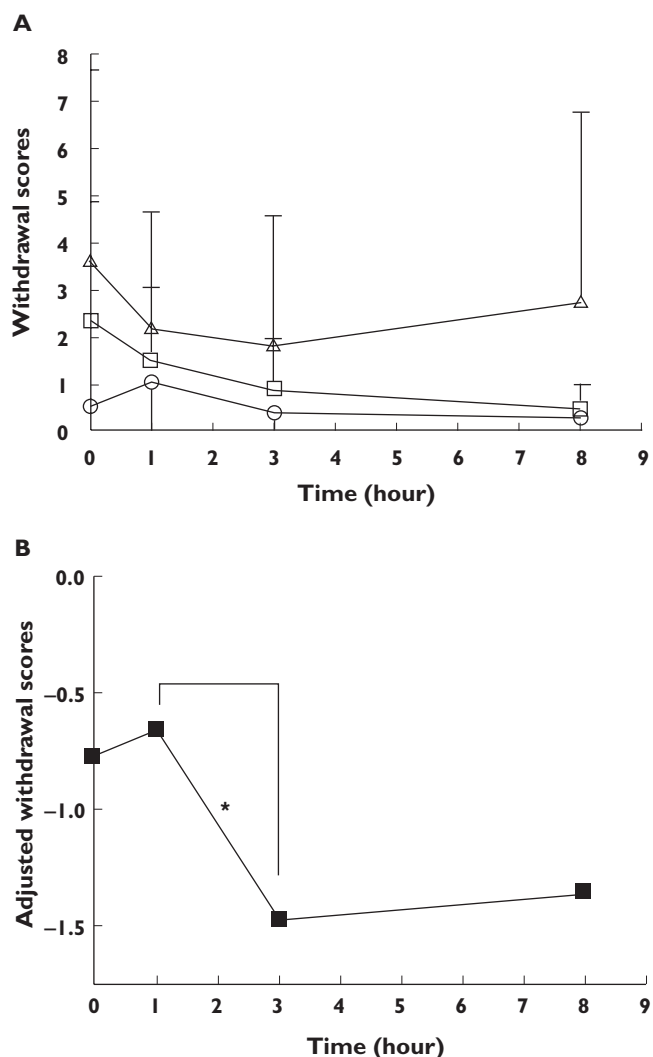 A
8
7
6
5
4
3
2
1
0
Withdrawal scores
0 1 2 3 4 5 6 7 8 9
Time (hour)
B
0.0
–0.5
–1.0
–1.5
Adjusted withdrawal scores
*
0 1 2 3 4 5 6 7 8 9
Time (hour)